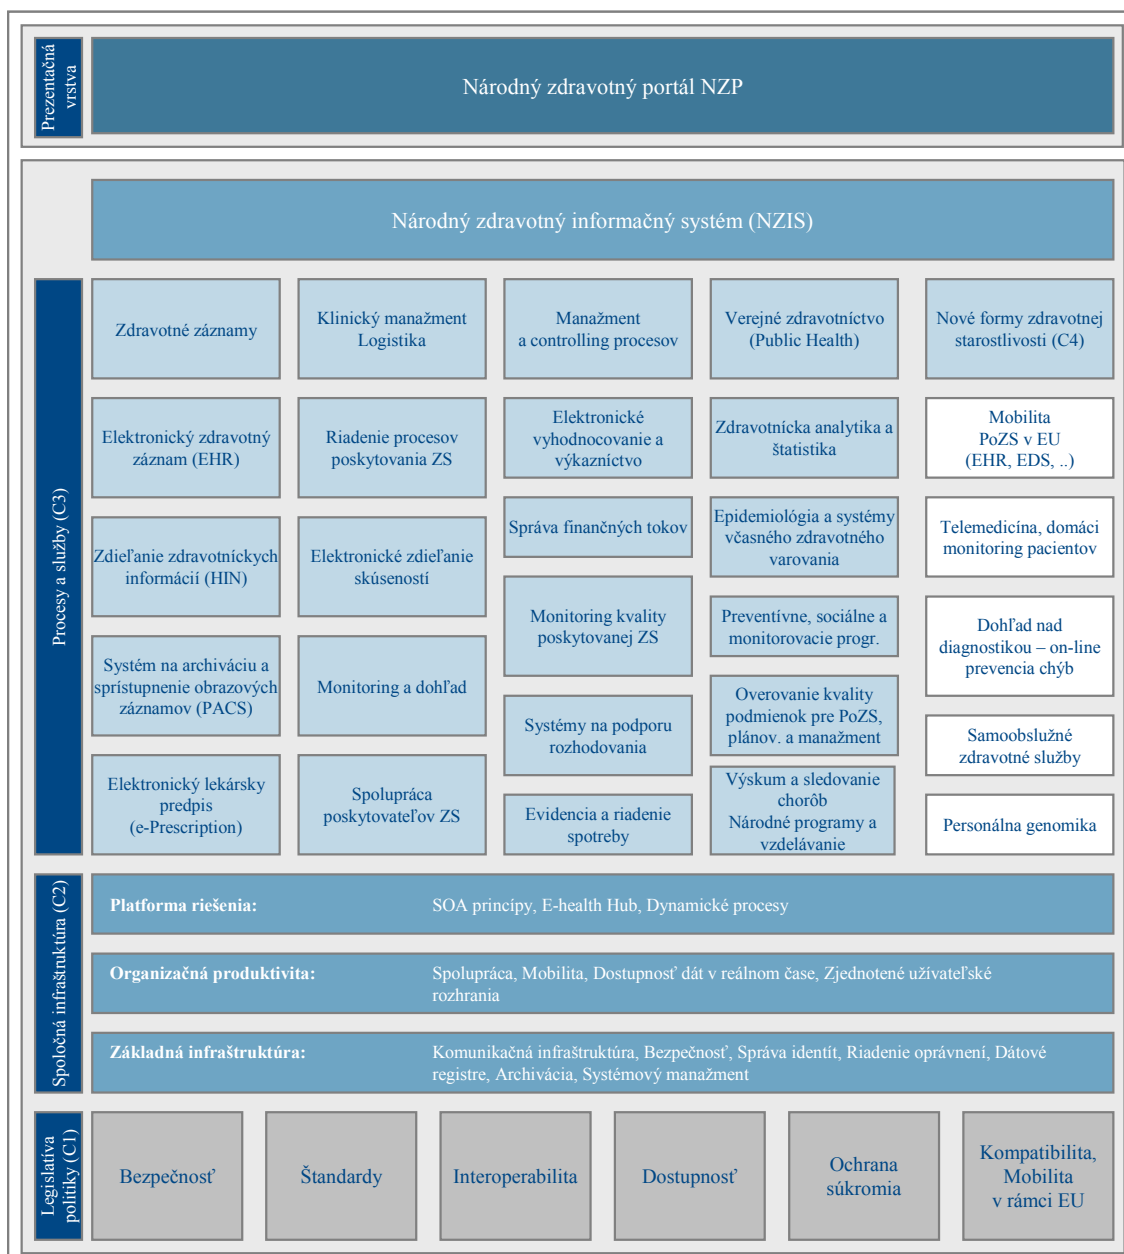 Prezentačná
vrstva
Národný zdravotný portál NZP
Národný zdravotný informačný systém (NZIS)
Procesy a služby (C3)
Zdravotné záznamy
Klinický manažment
Logistika
Manažment
a controlling procesov
Verejné zdravotníctvo
(Public Health)
Nové formy zdravotnej
starostlivosti (C4)
Elektronický zdravotný
záznam (EHR)
Zdieľanie zdravotníckych
informácií (HIN)
Systém na archiváciu a
sprístupnenie obrazových
záznamov (PACS)
Elektronický lekársky
predpis
(e-Prescription)
Riadenie procesov
poskytovania ZS
Elektronické zdieľanie
skúseností
Monitoring a dohľad
Spolupráca
poskytovateľov ZS
Elektronické
vyhodnocovanie a
výkazníctvo
Správa finančných tokov
Monitoring kvality
poskytovanej ZS
Systémy na podporu
rozhodovania
Evidencia a riadenie
spotreby
Zdravotnícka analytika a
štatistika
Epidemiológia a systémy
včasného zdravotného
varovania
Preventívne, sociálne a
monitorovacie progr.
Overovanie kvality
podmienok pre PoZS,
plánov. a manažment
Výskum a sledovanie
chorôb
Národné programy a
vzdelávanie
Mobilita
PoZS v EU
(EHR, EDS, ..)
Telemedicína, domáci
monitoring pacientov
Dohľad nad
diagnostikou – on-line
prevencia chýb
Samoobslužné
zdravotné služby
Personálna genomika
Spoločná infraštruktúra (C2)
Platforma riešenia: SOA princípy, E-health Hub, Dynamické procesy
Organizačná produktivita: Spolupráca, Mobilita, Dostupnosť dát v reálnom čase, Zjednotené užívateľské
rozhrania
Základná infraštruktúra: Komunikačná infraštruktúra, Bezpečnosť, Správa identít, Riadenie oprávnení, Dátové
registre, Archivácia, Systémový manažment
Legislatíva
politiky (C1)
Bezpečnosť
Štandardy
Interoperabilita
Dostupnosť
Ochrana
súkromia
Kompatibilita,
Mobilita
v rámci EU